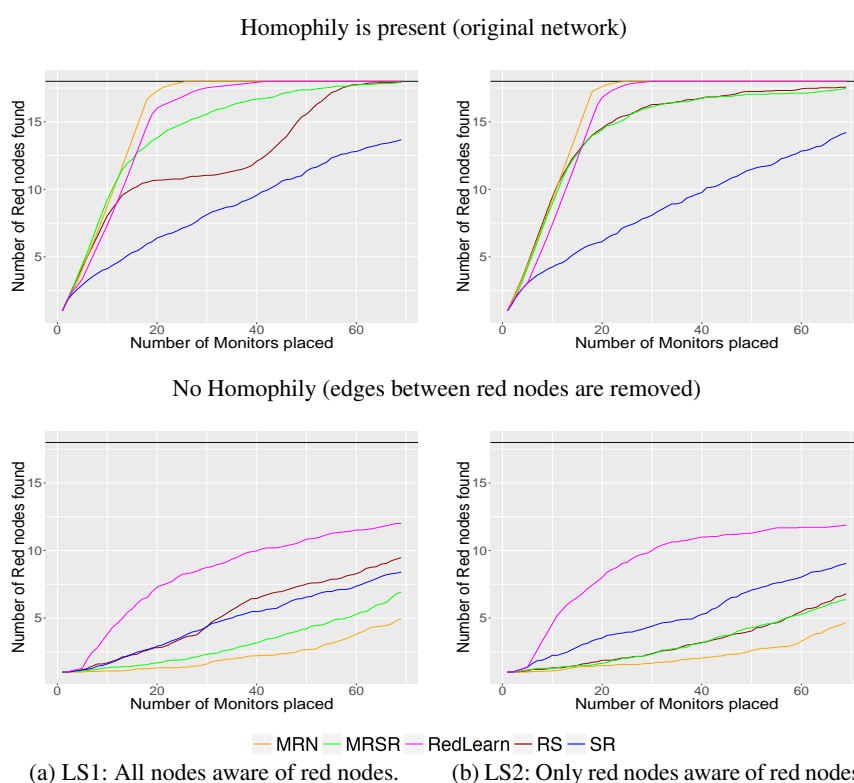 Homophily is present (original network)
Number of Red nodes found
15
10
5
0
20
40
60
Number of Monitors placed
Number of Red nodes found
15
10
5
0
20
40
60
Number of Monitors placed
No Homophily (edges between red nodes are removed)
Number of Red nodes found
15
10
5
0
20
40
60
Number of Monitors placed
Number of Red nodes found
15
10
5
0
20
40
60
Number of Monitors placed
MRN MRSR RedLearn RS SR
(a) LS1: All nodes aware of red nodes.
(b) LS2: Only red nodes aware of red nodes